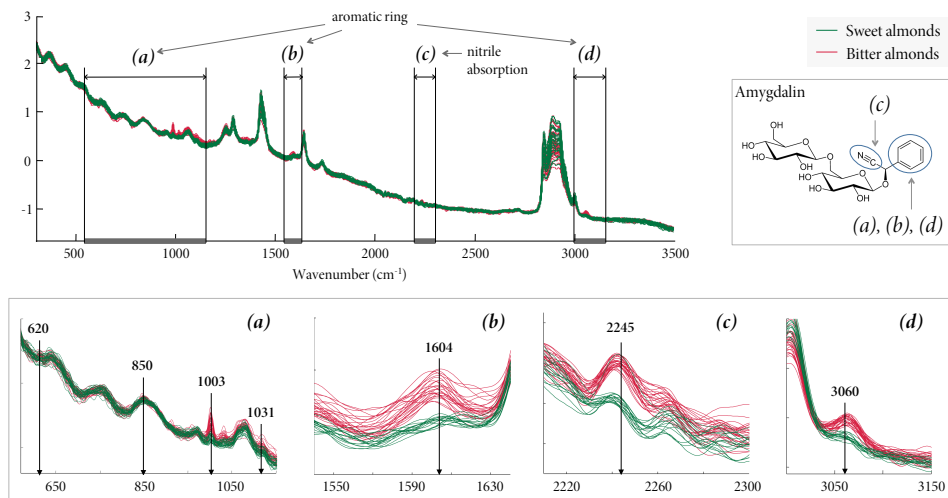 aromatic ring
(a)
(b)
(c)
(d)
nitrile
absorption
Sweet almonds
Bitter almonds
3
2
1
0
-1
500
1000
1500
2000
2500
3000
3500
Wavenumber (cm-1)
Amygdalin
(c)
OH
HO
HO
OH
O
O
O
HO
HO
OH
O
N
C
O
(a), (b), (d)
(a)
620
850
1003
1031
650
850
1050
(b)
1604
1550
1590
1630
(c)
2245
2220
2260
2300
(d)
3060
3050
3150